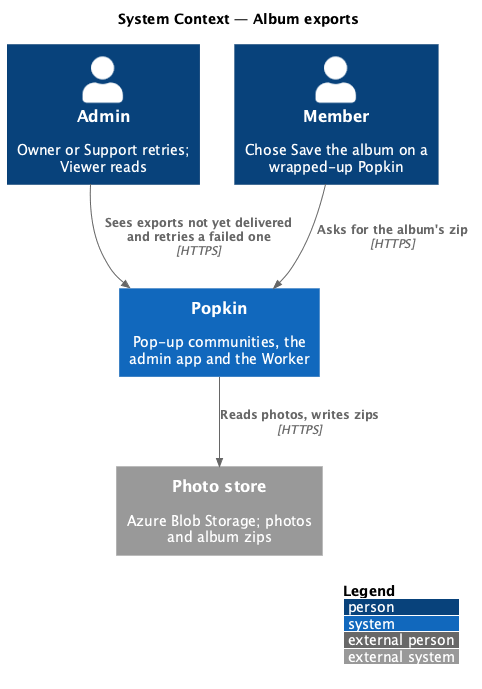 System Context — Album exports
Admin
Owner or Support retries;
Viewer reads
Member
Chose Save the album on a
wrapped-up Popkin
Sees exports not yet delivered
and retries a failed one
[HTTPS]
Asks for the album's zip
[HTTPS]
Popkin
Pop-up communities, the
admin app and the Worker
Reads photos, writes zips
[HTTPS]
Photo store
Azure Blob Storage; photos
and album zips
Legend
person
system
external person
external system